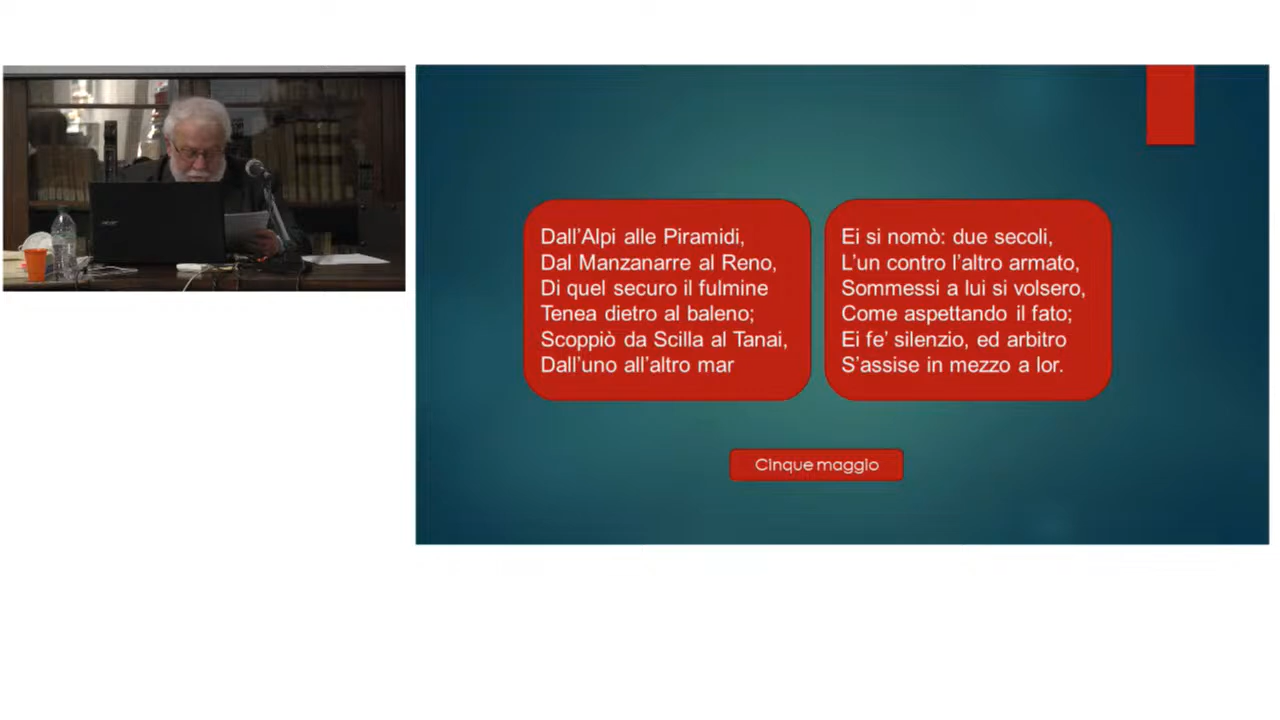 Dall’Alpi alle Piramidi,
Dal Manzanarre al Reno,
Di quel securo il fulmine
Tenea dietro al baleno;
Scoppiò da Scilla al Tanai,
Dall’uno all’altro mar
Ei si nomò: due secoli,
L’un contro l’altro armato,
Sommessi a lui si volsero,
Come aspettando il fato;
Ei fe’ silenzio, ed arbitro
S’assise in mezzo a lor.
Cinque maggio
acer